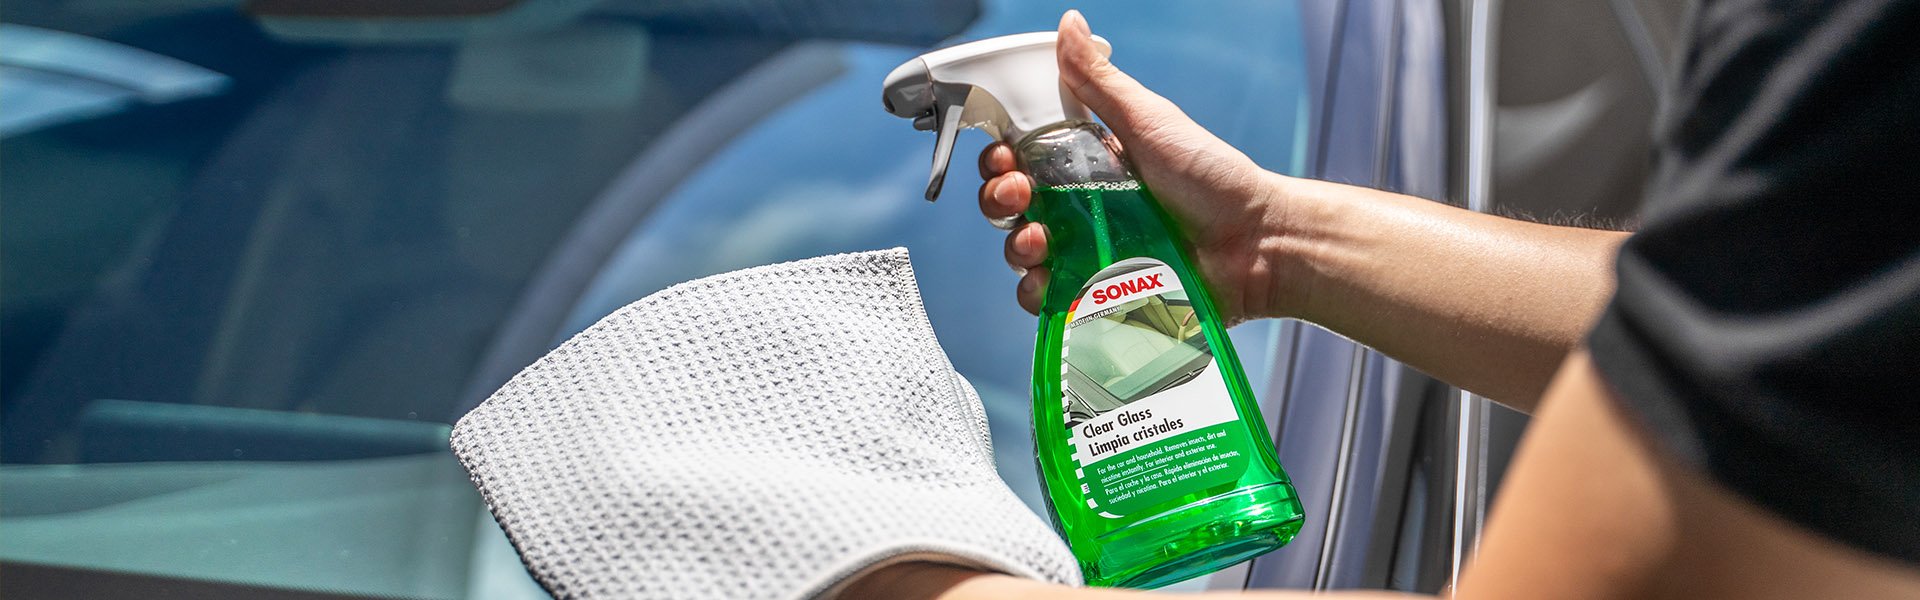 SONAX
MADE IN GERMANY
Clear Glass
Limpia cristales
For the car and household. Removes insects, dirt and
nicotine instantly. For interior and exterior use.
Para el coche y la casa. Rápida eliminación de insectos,
suciedad y nicotina. Para el interior y el exterior.